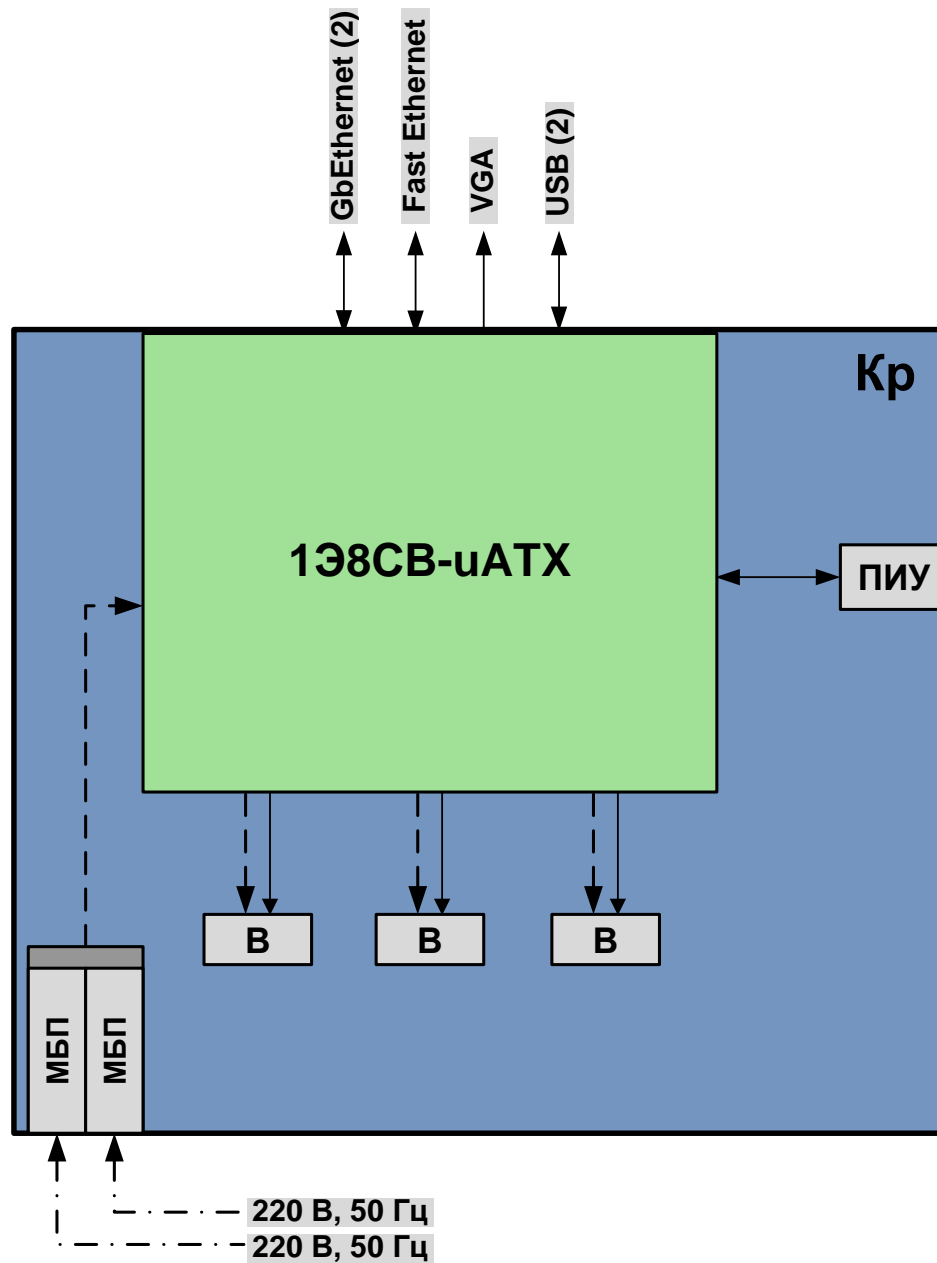 GbEthernet (2)
Fast Ethernet
VGA
USB (2)
Кр
1Э8СВ-uATX
ПИУ
В
В
В
МБП
МБП
220 В, 50 Гц
220 В, 50 Гц